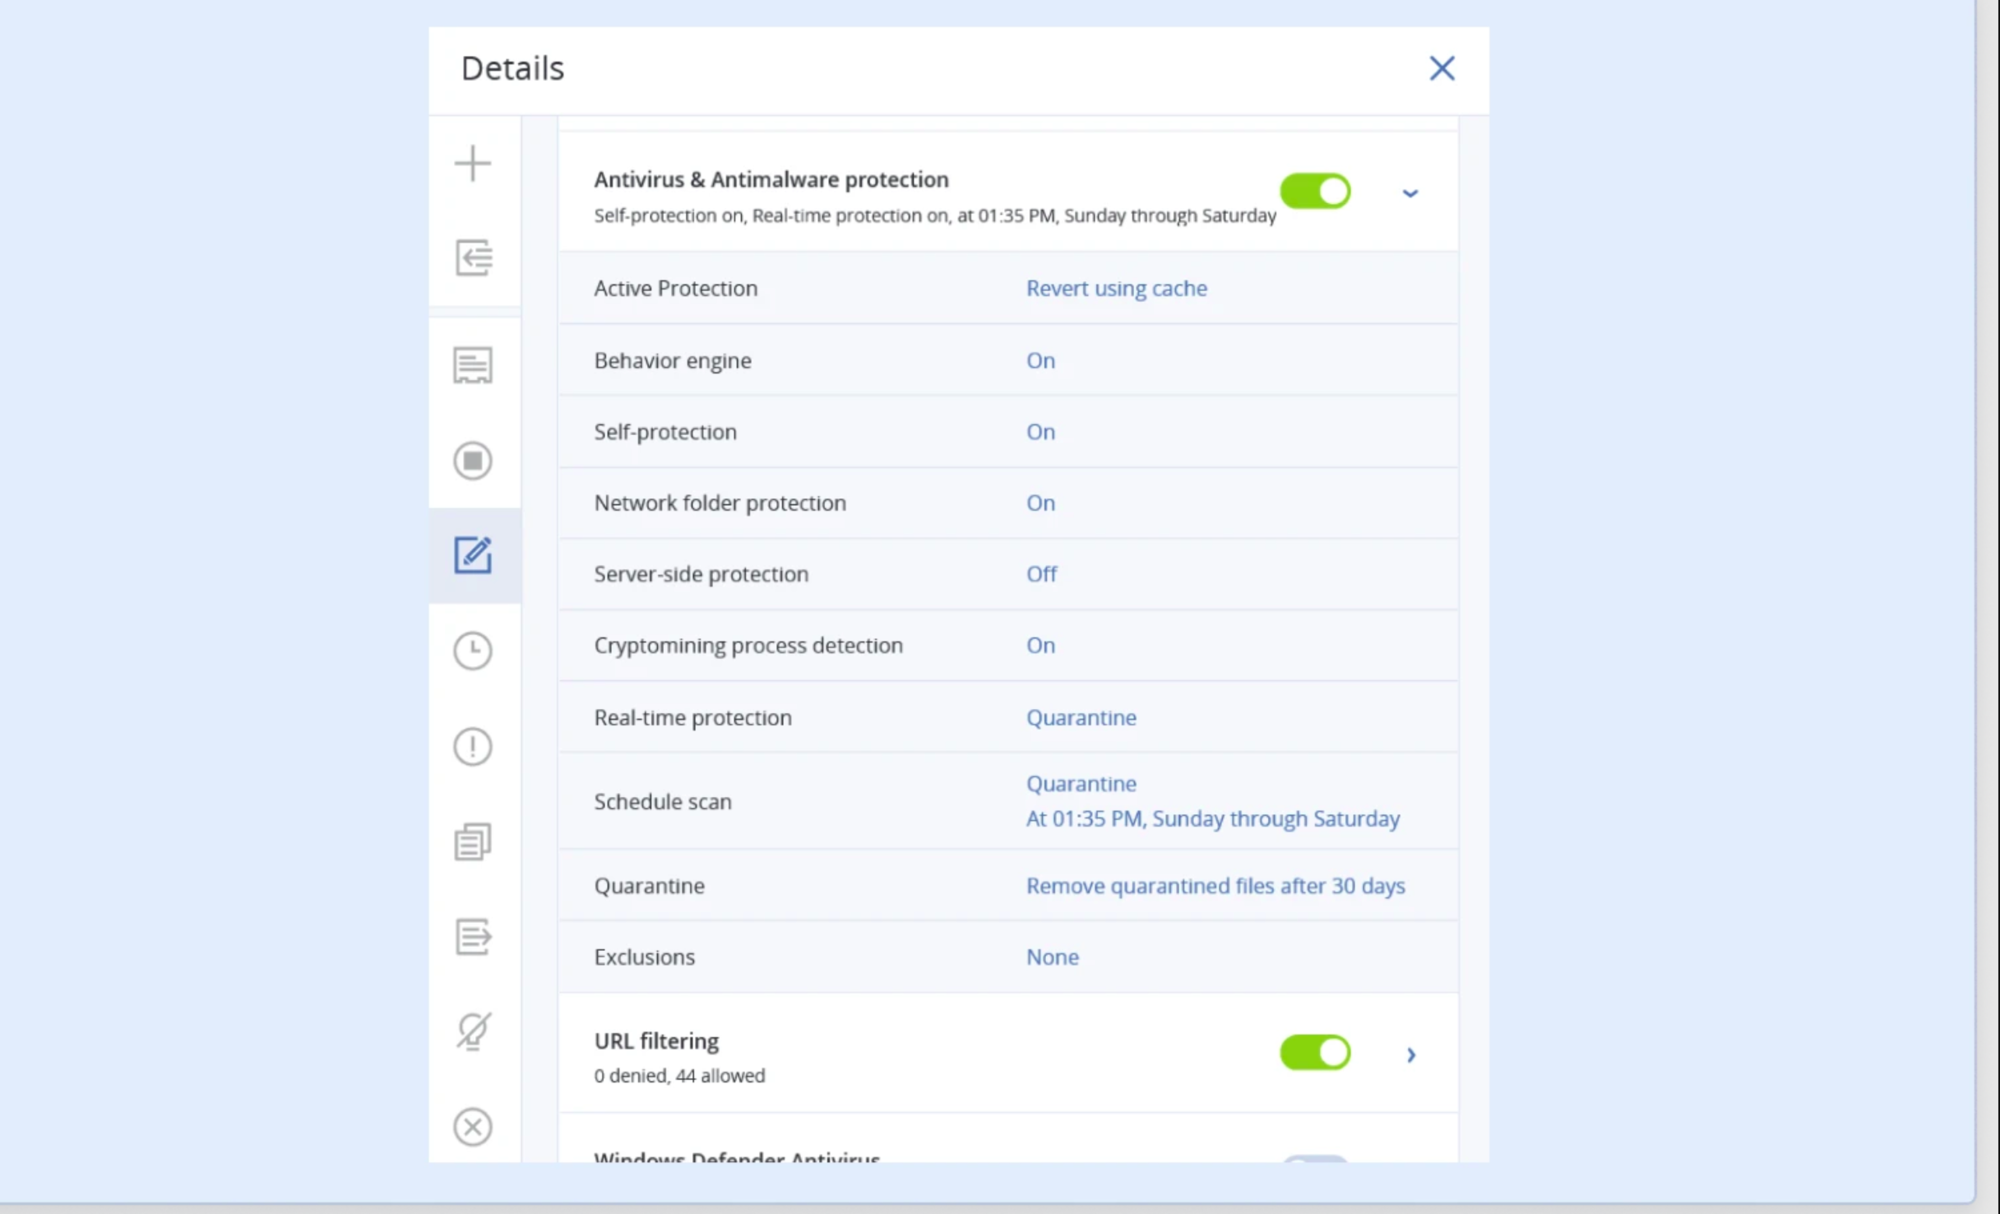 Details
Antivirus & Antimalware protection
Self-protection on, Real-time protection on, at 01:35 PM, Sunday through Saturday
Active Protection Revert using cache
Behavior engine On
Self-protection On
Network folder protection On
Server-side protection Off
Cryptomining process detection On
Real-time protection Quarantine
Schedule scan Quarantine
At 01:35 PM, Sunday through Saturday
Quarantine Remove quarantined files after 30 days
Exclusions None
URL filtering
0 denied, 44 allowed
Windows Defender Antivirus